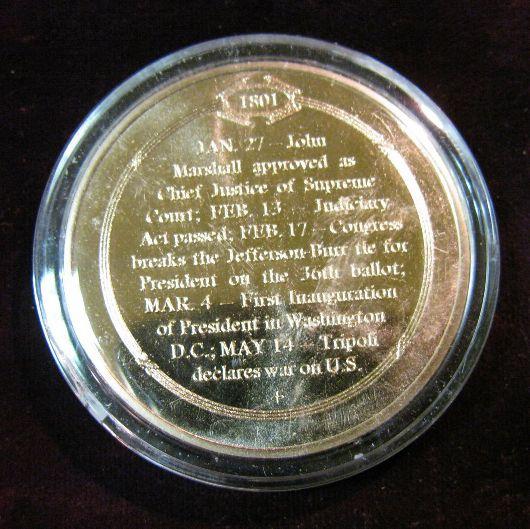 1801
JAN. 27 — John
Marshall approved as
Chief Justice of Supreme
Court; FEB. 13 — Judiciary
Act passed; FEB. 17 — Congress
breaks the Jefferson-Burr tie for
President on the 36th ballot;
MAR. 4 — First Inauguration
of President in Washington
D.C.; MAY 14 — Tripoli
declares war on U.S.